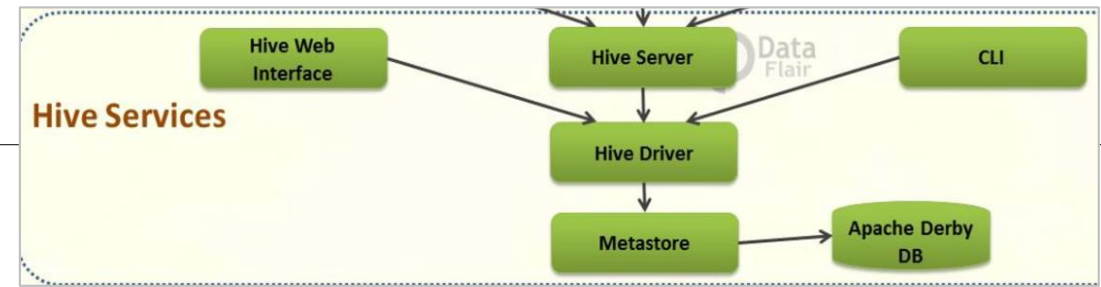 Hive Web
Interface
Hive Server
Data
Flair
CLI
Hive Services
Hive Driver
Metastore
Apache Derby
DB